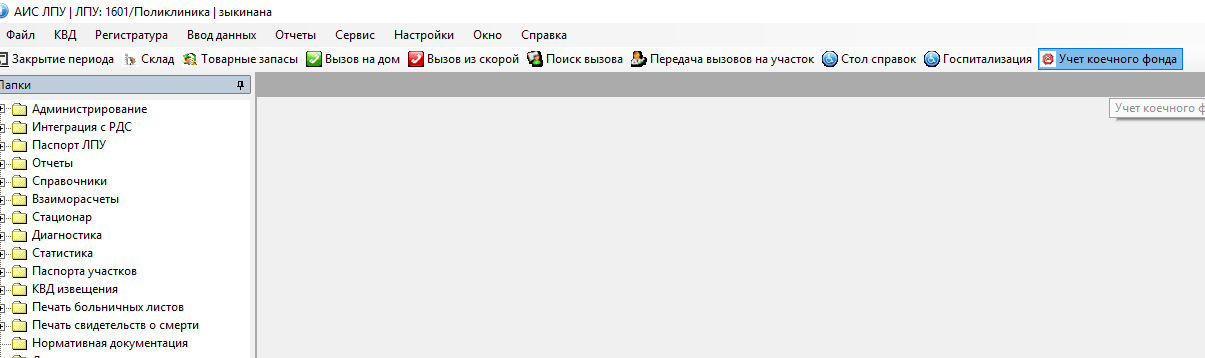 АИС ЛПУ | ЛПУ: 1601/Поликлиника | зыкинана
Файл КВД Регистратура Ввод данных Отчеты Сервис Настройки Окно Справка
Закрытие периода Склад Товарные запасы Вызов на дом Вызов из скорой Поиск вызова Передача вызовов на участок Стол справок Госпитализация Учет коечного фонда
Папки
Учет коечного ф
Администрирование
Интеграция с РДС
Паспорт ЛПУ
Отчеты
Справочники
Взаиморасчеты
Стационар
Диагностика
Статистика
Паспорта участков
КВД извещения
Печать больничных листов
Печать свидетельств о смерти
Нормативная документация